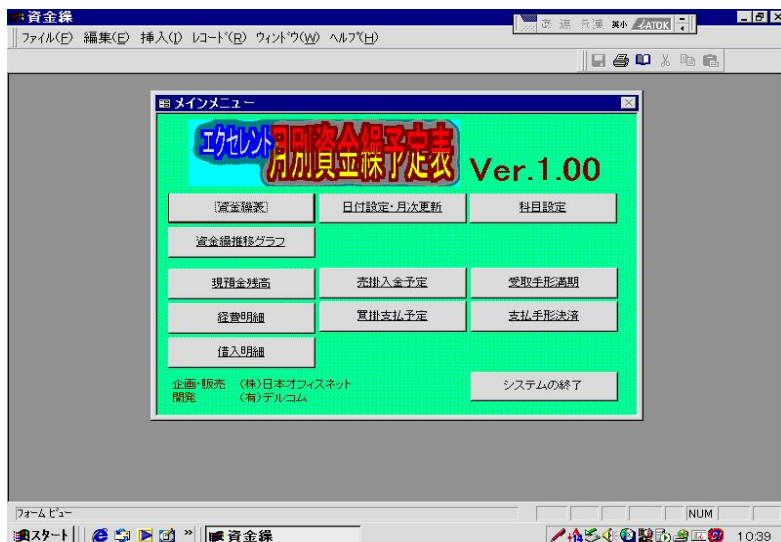 資金繰
ファイル(F) 編集(E) 挿入(I) レコード(R) ウィンドウ(W) ヘルプ(H)
あ 連 R漢 英小 ATOK
メインメニュー
エクセレント月別資金繰予定表 Ver.1.00
資金繰表 日付設定・月次更新 科目設定
資金繰推移グラフ
現預金残高 売掛入金予定 受取手形満期
経費明細 買掛支払予定 支払手形決済
借入明細
企画・販売 (株)日本オフィスネット
開発 (有)デルコム
システムの終了
フォーム ビュー NUM
スタート 資金繰 10:39